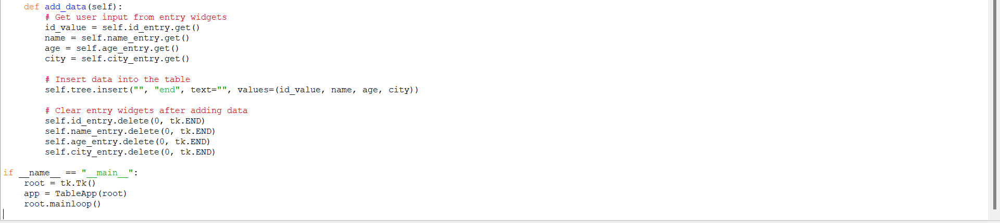 def add_data(self):
        # Get user input from entry widgets
        id_value = self.id_entry.get()
        name = self.name_entry.get()
        age = self.age_entry.get()
        city = self.city_entry.get()

        # Insert data into the table
        self.tree.insert("", "end", text="", values=(id_value, name, age, city))

        # Clear entry widgets after adding data
        self.id_entry.delete(0, tk.END)
        self.name_entry.delete(0, tk.END)
        self.age_entry.delete(0, tk.END)
        self.city_entry.delete(0, tk.END)

if __name__ == "__main__":
    root = tk.Tk()
    app = TableApp(root)
    root.mainloop()